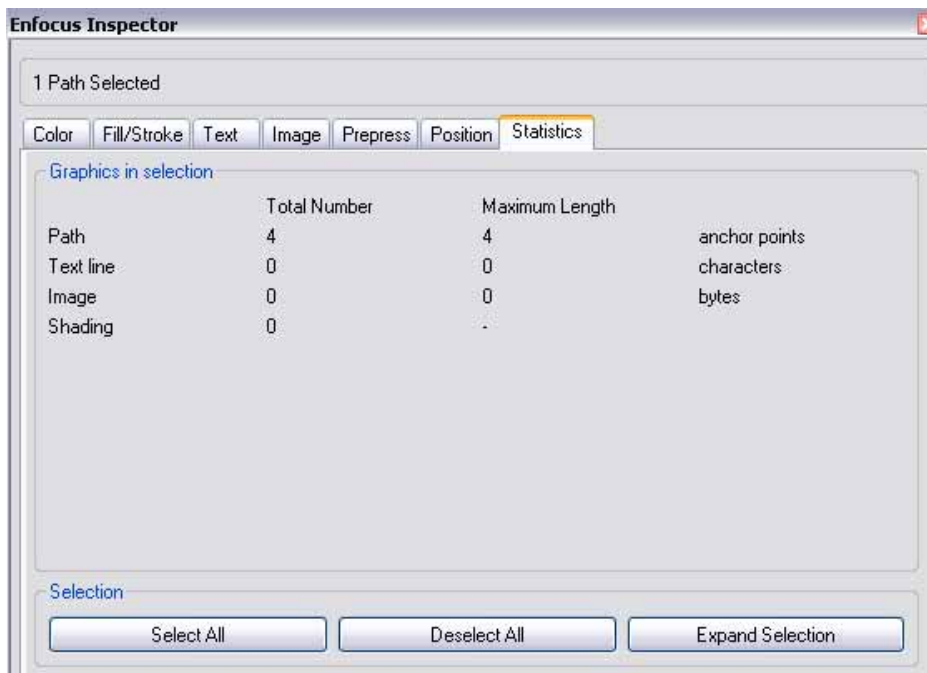 Enfocus Inspector
1 Path Selected
Color Fill/Stroke Text Image Prepress Position Statistics
Graphics in selection
Total Number Maximum Length
Path 4 4 anchor points
Text line 0 0 characters
Image 0 0 bytes
Shading 0 -
Selection
Select All Deselect All Expand Selection